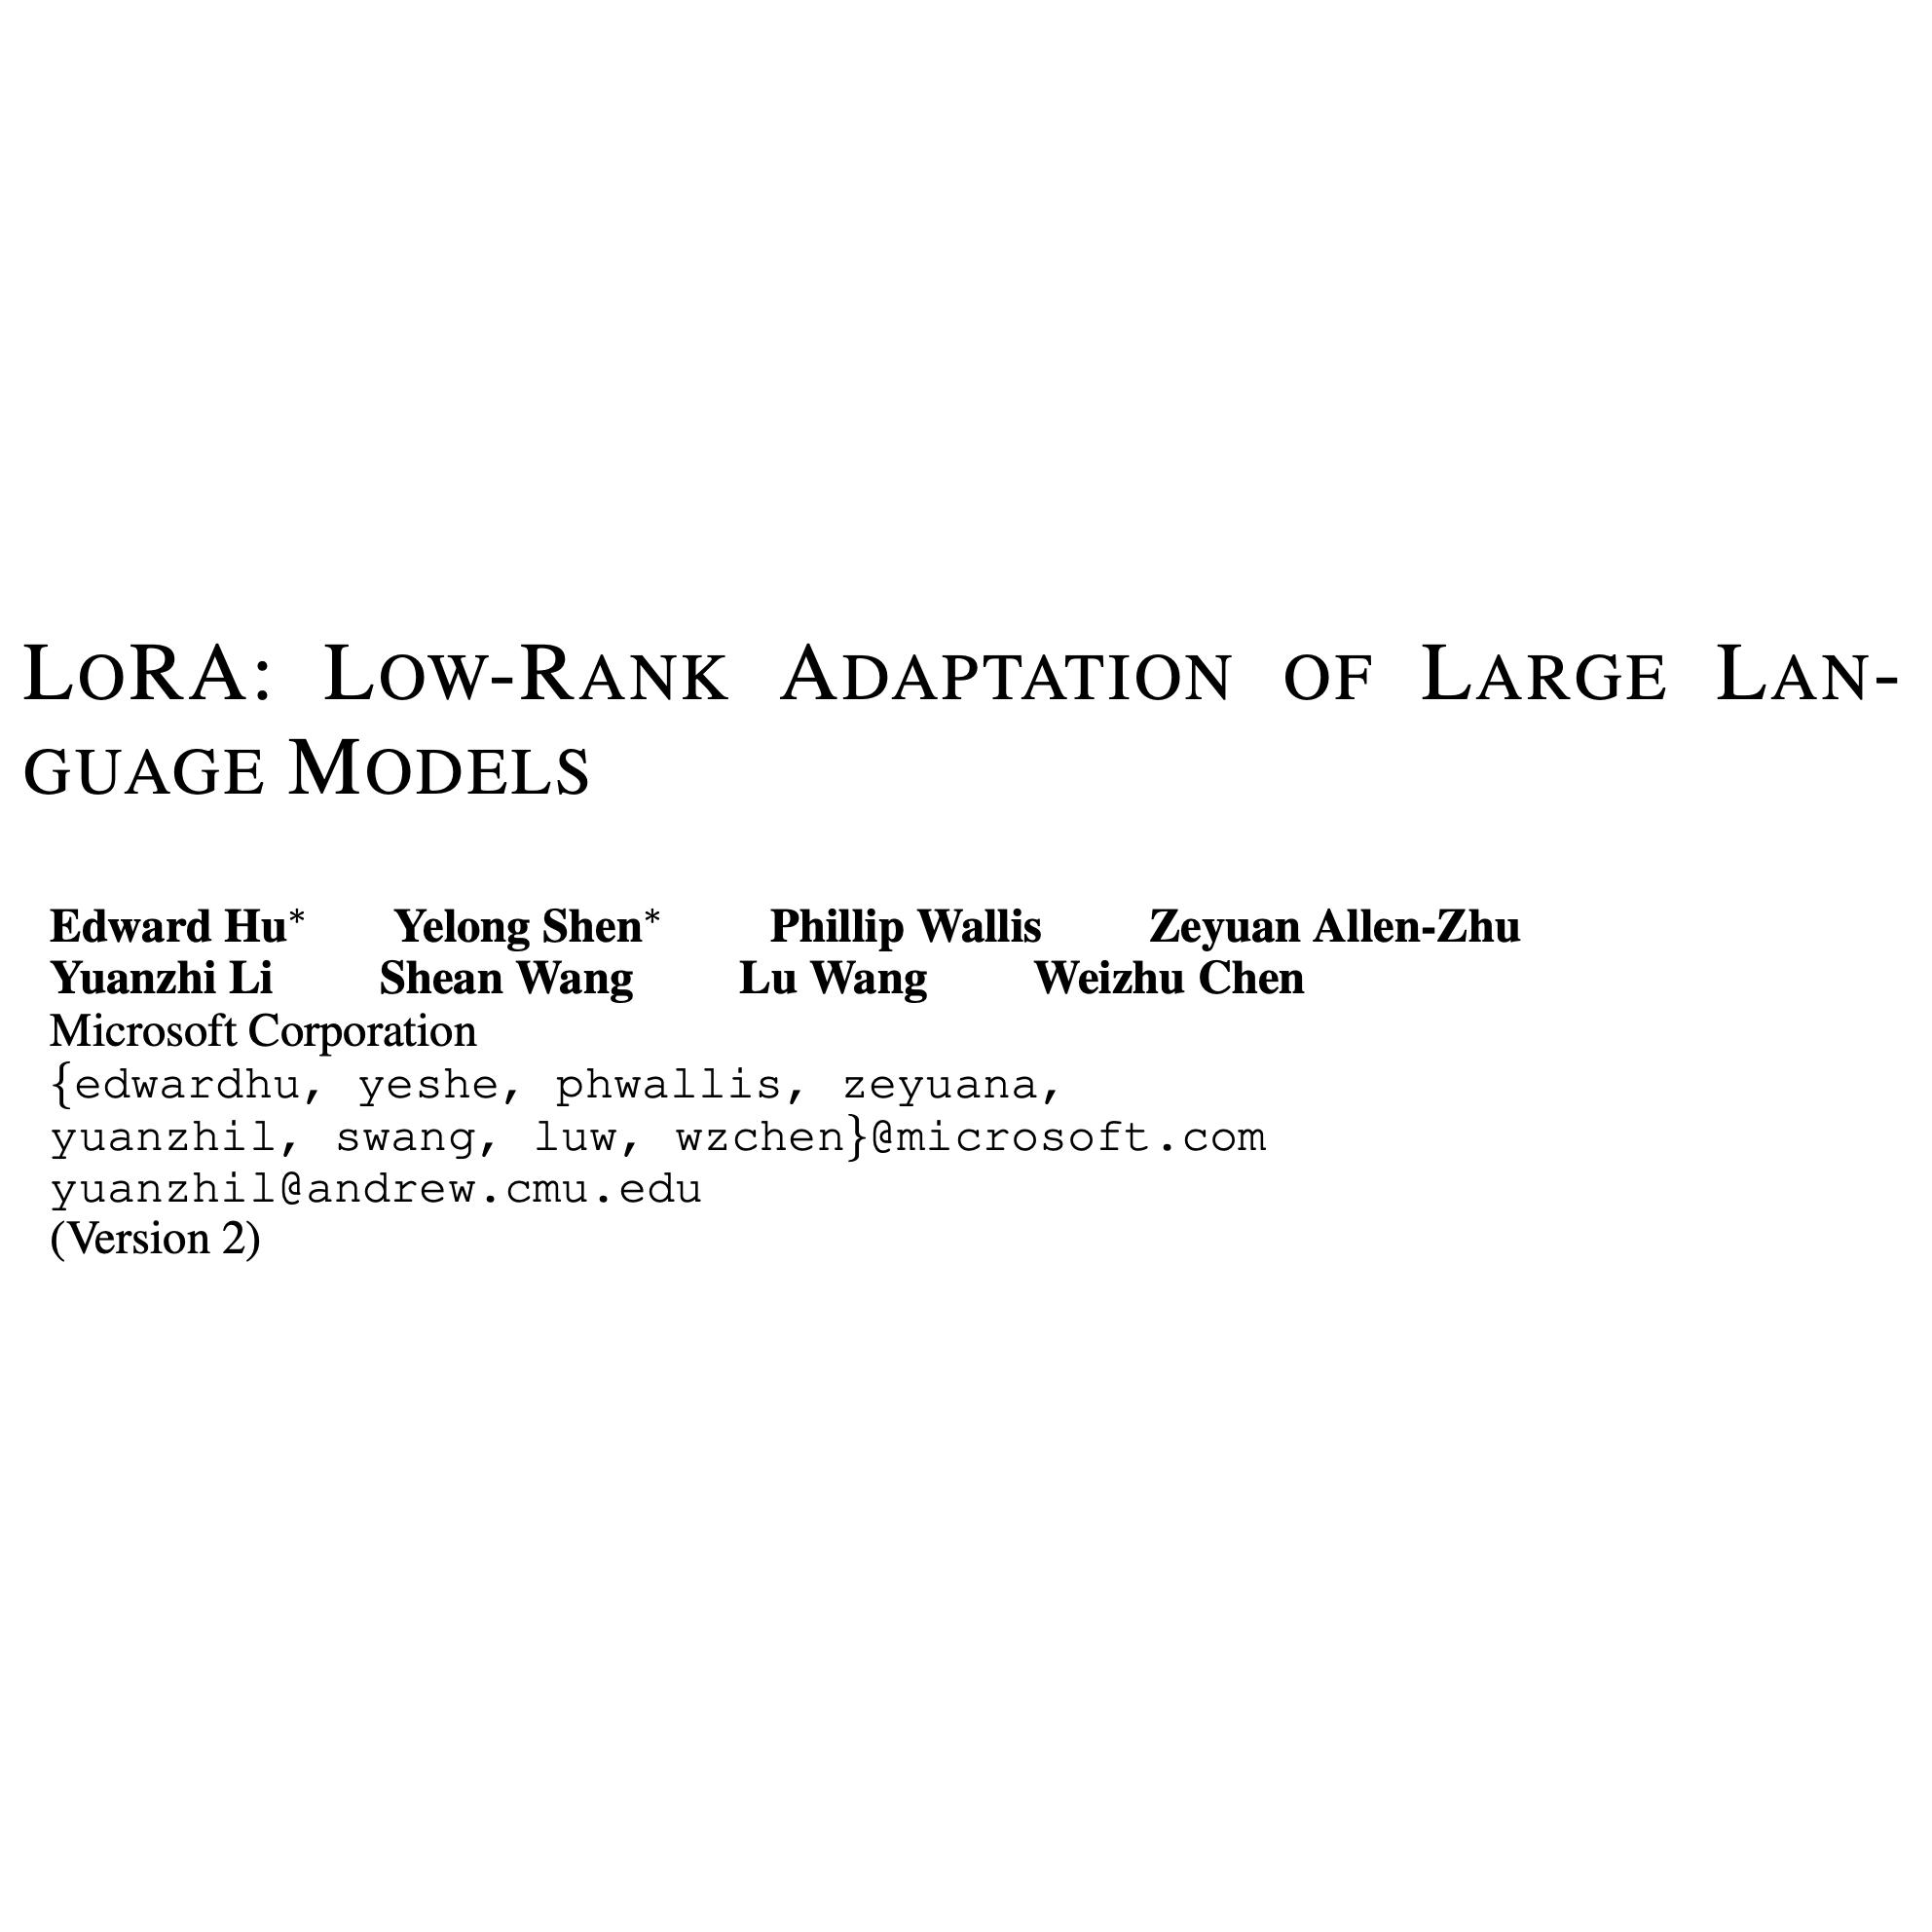 LoRA: Low-Rank Adaptation of Large Lan-
guage Models
Edward Hu* Yelong Shen* Phillip Wallis Zeyuan Allen-Zhu
Yuanzhi Li Shean Wang Lu Wang Weizhu Chen
Microsoft Corporation
{edwardhu, yeshe, phwallis, zeyuana,
yuanzhil, swang, luw, wzchen}@microsoft.com
yuanzhil@andrew.cmu.edu
(Version 2)